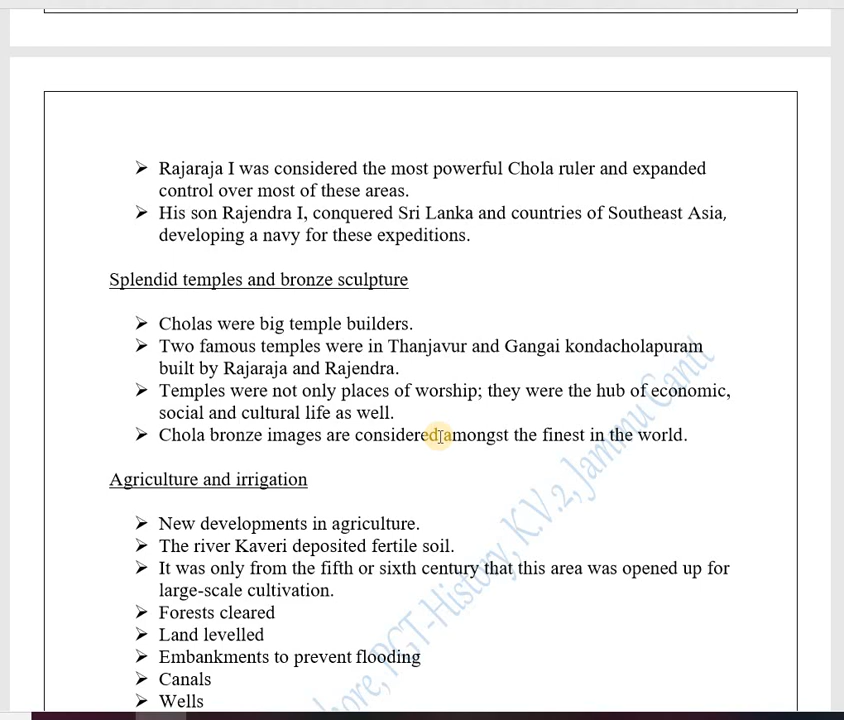 ➢ Rajaraja I was considered the most powerful Chola ruler and expanded
control over most of these areas.
➢ His son Rajendra I, conquered Sri Lanka and countries of Southeast Asia,
developing a navy for these expeditions.
Splendid temples and bronze sculpture
➢ Cholas were big temple builders.
➢ Two famous temples were in Thanjavur and Gangai kondacholapuram
built by Rajaraja and Rajendra.
➢ Temples were not only places of worship; they were the hub of economic,
social and cultural life as well.
➢ Chola bronze images are considered amongst the finest in the world.
Agriculture and irrigation
➢ New developments in agriculture.
➢ The river Kaveri deposited fertile soil.
➢ It was only from the fifth or sixth century that this area was opened up for
large-scale cultivation.
➢ Forests cleared
➢ Land levelled
➢ Embankments to prevent flooding
➢ Canals
➢ Wells
PGT-History, K.V.2, Jammu Cantt